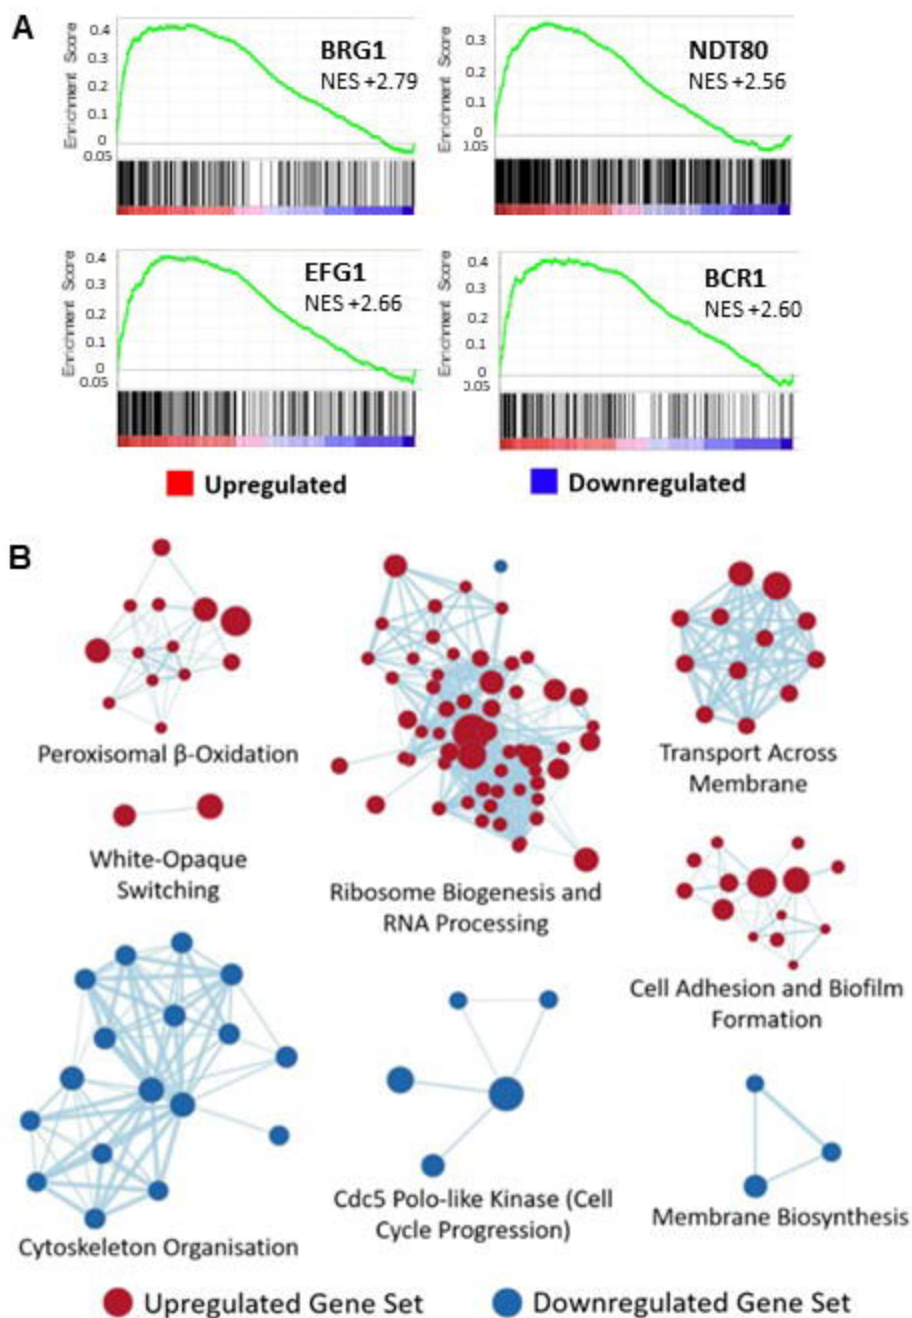 A
Enrichment Score
0.4
0.3
0.2
0.1
0
0.05
BRG1
NES +2.79
Enrichment Score
0.3
0.2
0.1
0
0.05
NDT80
NES +2.56
Enrichment Score
0.4
0.3
0.2
0.1
0
0.05
EFG1
NES +2.66
Enrichment Score
0.4
0.3
0.2
0.1
0
0.05
BCR1
NES +2.60
Upregulated
Downregulated
B
Peroxisomal β-Oxidation
White-Opaque
Switching
Ribosome Biogenesis and
RNA Processing
Transport Across
Membrane
Cell Adhesion and Biofilm
Formation
Cytoskeleton Organisation
Cdc5 Polo-like Kinase (Cell
Cycle Progression)
Membrane Biosynthesis
Upregulated Gene Set
Downregulated Gene Set